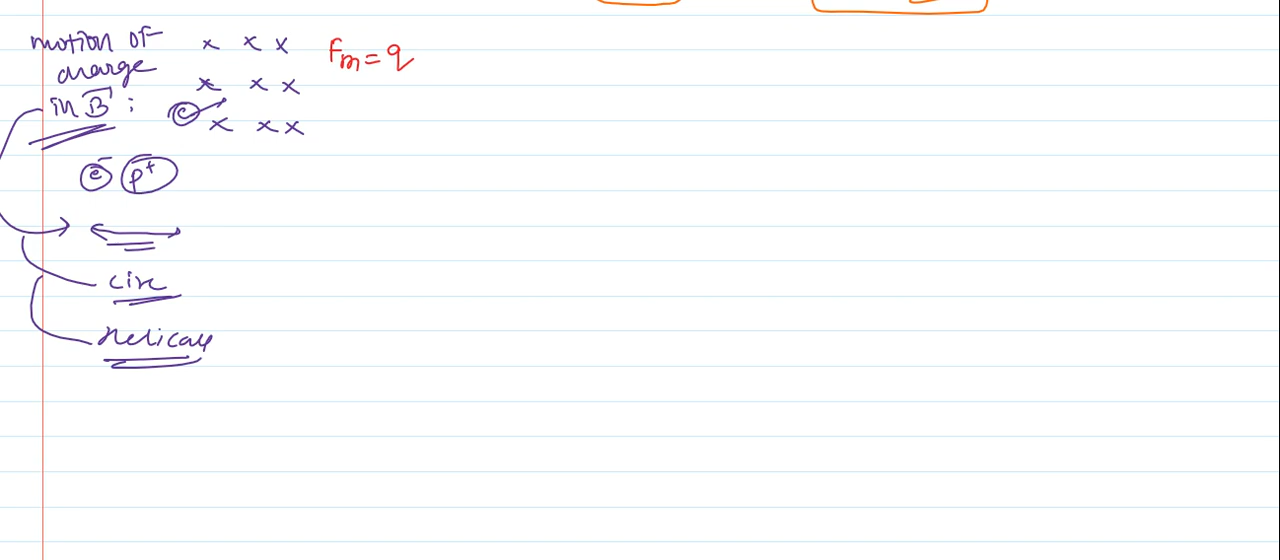 motion of x x x Fm = q
charge x x x
in B⃗ : e x x x
e⁻ p⁺
circ
Helical